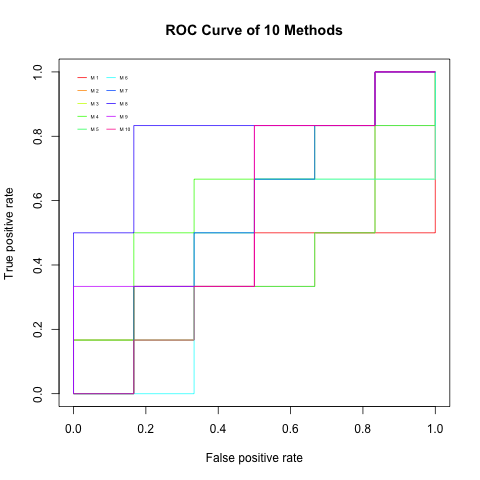 ROC Curve of 10 Methods
M 1 M 6
M 2 M 7
M 3 M 8
M 4 M 9
M 5 M 10
True positive rate
1.0
0.8
0.6
0.4
0.2
0.0
0.0 0.2 0.4 0.6 0.8 1.0
False positive rate